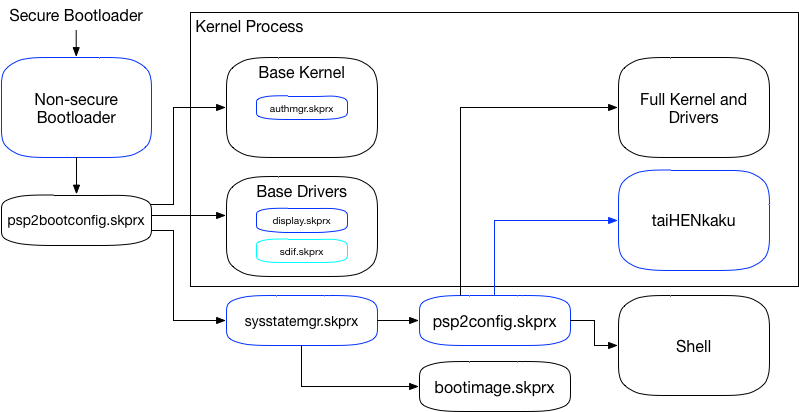 Secure Bootloader
Kernel Process
Non-secure
Bootloader
psp2bootconfig.skprx
Base Kernel
authmgr.skprx
Base Drivers
display.skprx
sdif.skprx
Full Kernel and
Drivers
taiHENkaku
sysstatemgr.skprx
psp2config.skprx
Shell
bootimage.skprx